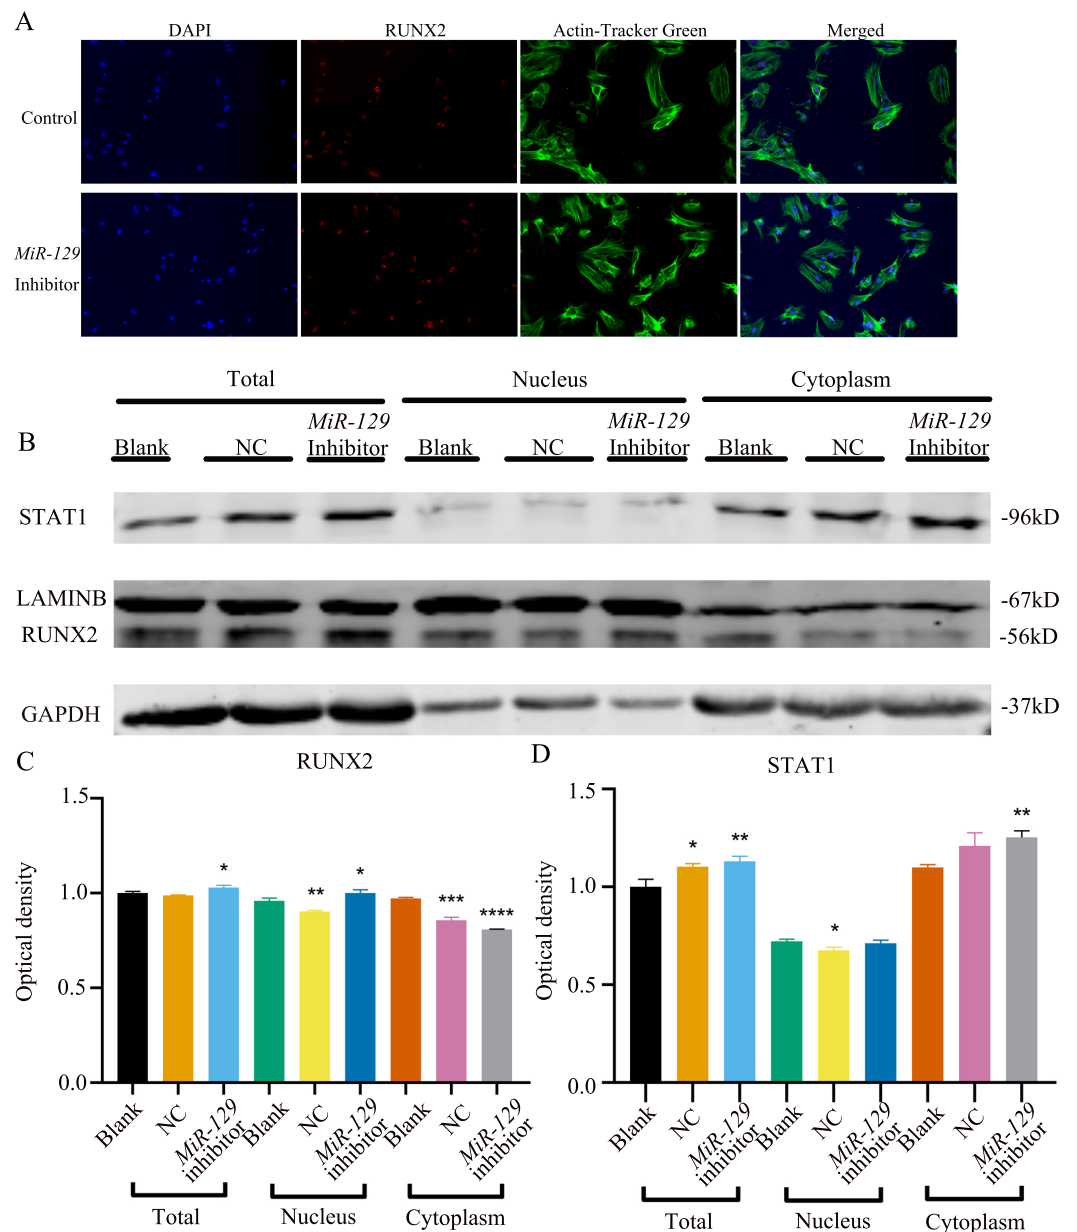 A
DAPI
RUNX2
Actin-Tracker Green
Merged
Control
MiR-129
Inhibitor
Total
Nucleus
Cytoplasm
B
Blank
NC
MiR-129
Inhibitor
Blank
NC
MiR-129
Inhibitor
Blank
NC
MiR-129
Inhibitor
STAT1
-96kD
LAMINB
-67kD
RUNX2
-56kD
GAPDH
-37kD
C
RUNX2
Optical density
1.5
1.0
0.5
0.0
*
**
*
***
****
Blank
NC
MiR-129
inhibitor
Blank
NC
MiR-129
inhibitor
Blank
NC
MiR-129
inhibitor
Total
Nucleus
Cytoplasm
D
STAT1
Optical density
1.5
1.0
0.5
0.0
*
**
*
**
Blank
NC
MiR-129
inhibitor
Blank
NC
MiR-129
inhibitor
Blank
NC
MiR-129
inhibitor
Total
Nucleus
Cytoplasm